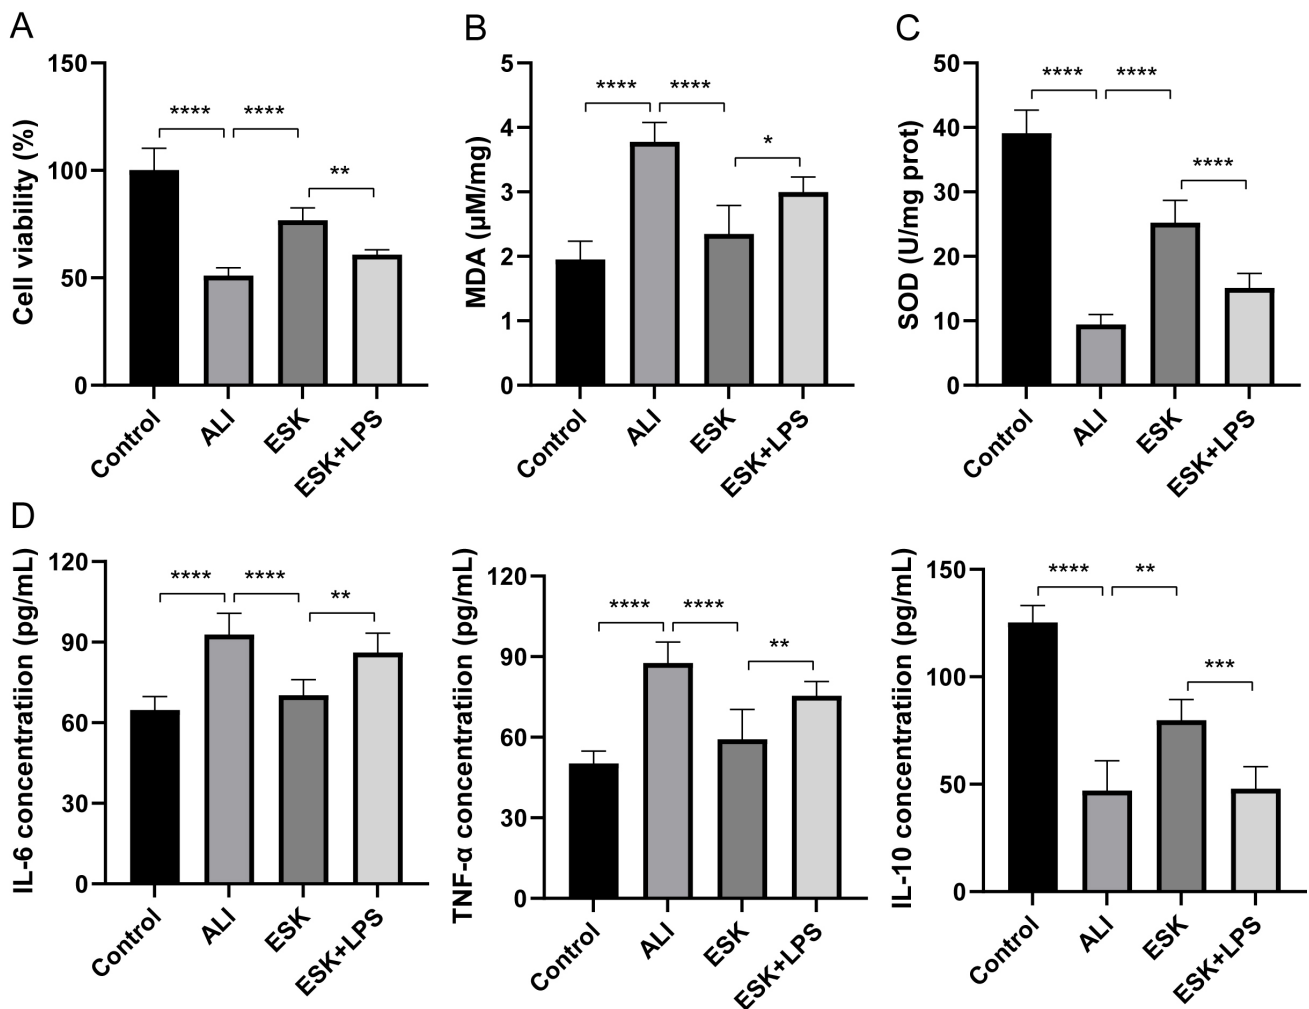 A
Cell viability (%)
150
100
50
0
****
****
**
Control
ALI
ESK
ESK+LPS
B
MDA (μM/mg)
5
4
3
2
1
0
****
****
*
Control
ALI
ESK
ESK+LPS
C
SOD (U/mg prot)
50
40
30
20
10
0
****
****
****
Control
ALI
ESK
ESK+LPS
D
IL-6 concentratiion (pg/mL)
120
90
60
30
0
****
****
**
Control
ALI
ESK
ESK+LPS
TNF-α concentratiion (pg/mL)
120
90
60
30
0
****
****
**
Control
ALI
ESK
ESK+LPS
IL-10 concentratiion (pg/mL)
150
100
50
0
****
**
***
Control
ALI
ESK
ESK+LPS